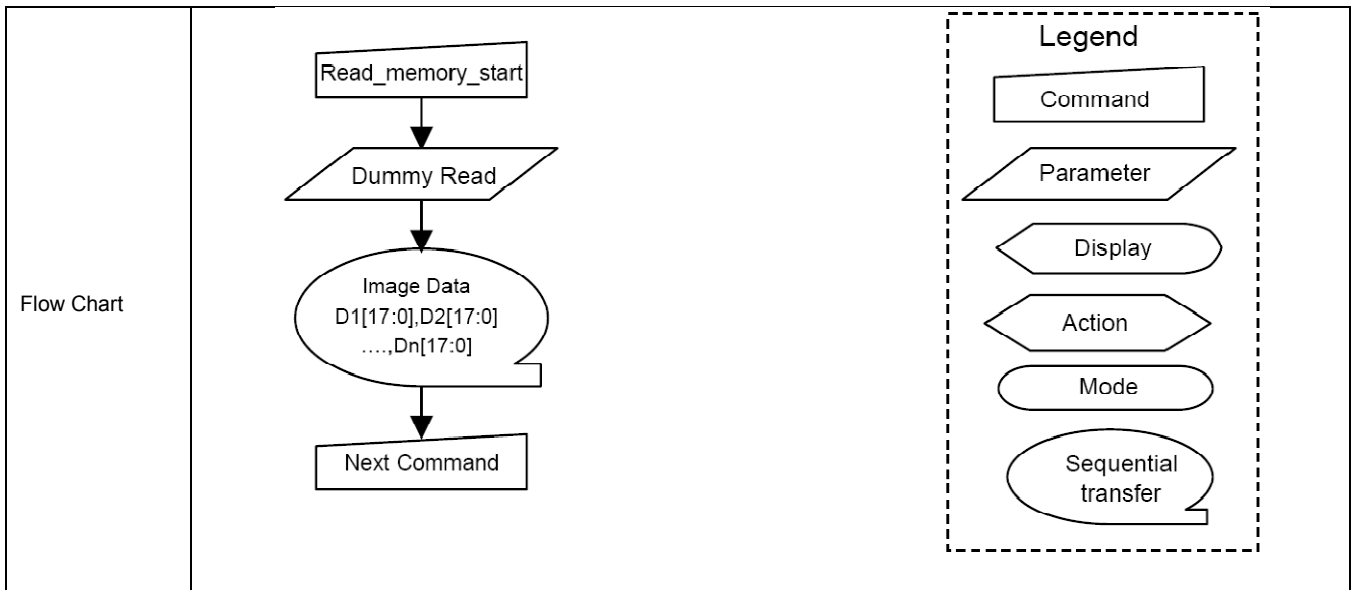 Flow Chart
Read_memory_start
Dummy Read
Image Data
D1[17:0],D2[17:0]
....,Dn[17:0]
Next Command
Legend
Command
Parameter
Display
Action
Mode
Sequential
transfer